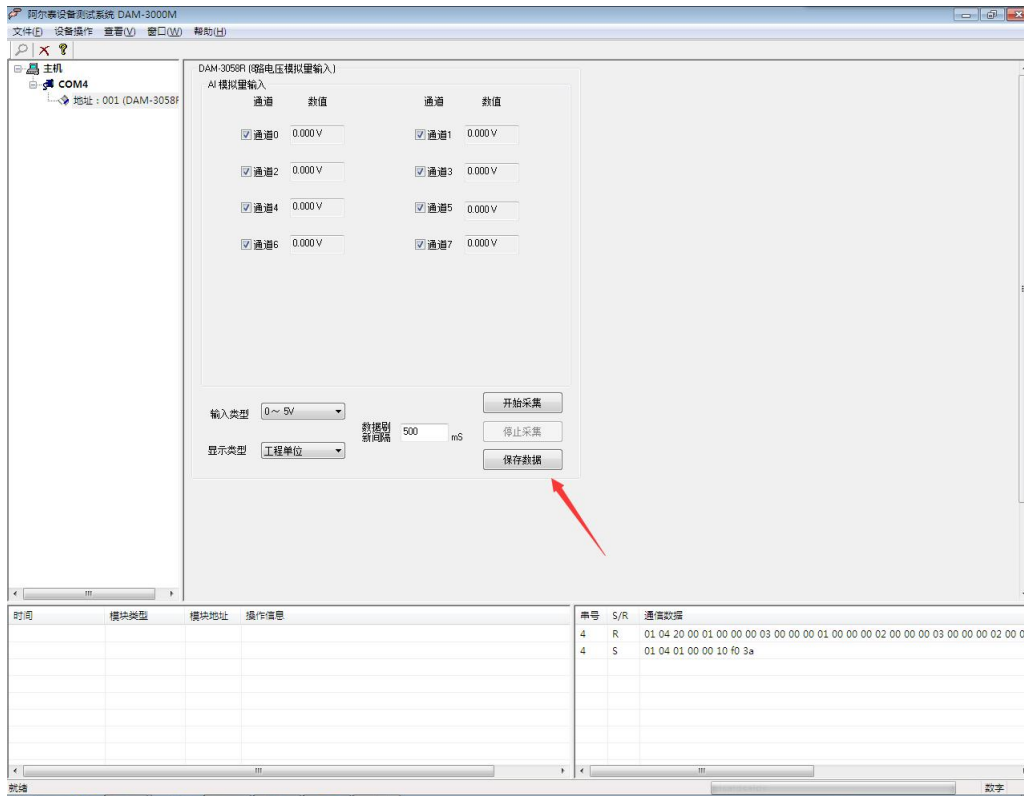 阿尔泰设备测试系统 DAM-3000M
文件(F) 设备操作 查看(V) 窗口(W) 帮助(H)
主机
COM4
地址：001 (DAM-3058R
DAM-3058R (8路电压模拟量输入)
AI 模拟量输入
通道 数值 通道 数值
通道0 0.000 V 通道1 0.000 V
通道2 0.000 V 通道3 0.000 V
通道4 0.000 V 通道5 0.000 V
通道6 0.000 V 通道7 0.000 V
输入类型 0～ 5V
显示类型 工程单位
数据刷
新间隔 500 mS
开始采集
停止采集
保存数据
时间 模块类型 模块地址 操作信息
串号 S/R 通信数据
4 R 01 04 20 00 01 00 00 00 03 00 00 00 01 00 00 00 02 00 00 00 03 00 00 00 02 00 0
4 S 01 04 01 00 00 10 f0 3a
就绪
数字